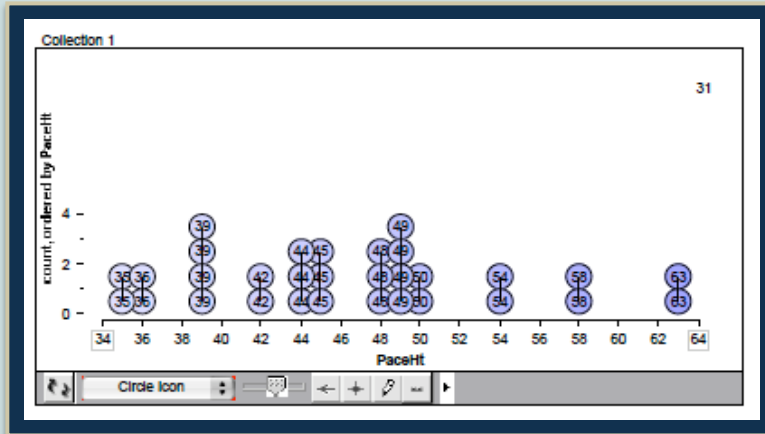 Collection 1
31
count, ordered by PaceHt
4
39 49
39 44 45 48 49
2
35 36 39 42 44 45 48 49 50 54 58 63
35 36 39 42 44 45 48 49 50 54 58 63
0
34 36 38 40 42 44 46 48 50 52 54 56 58 60 62 64
PaceHt
Circle Icon